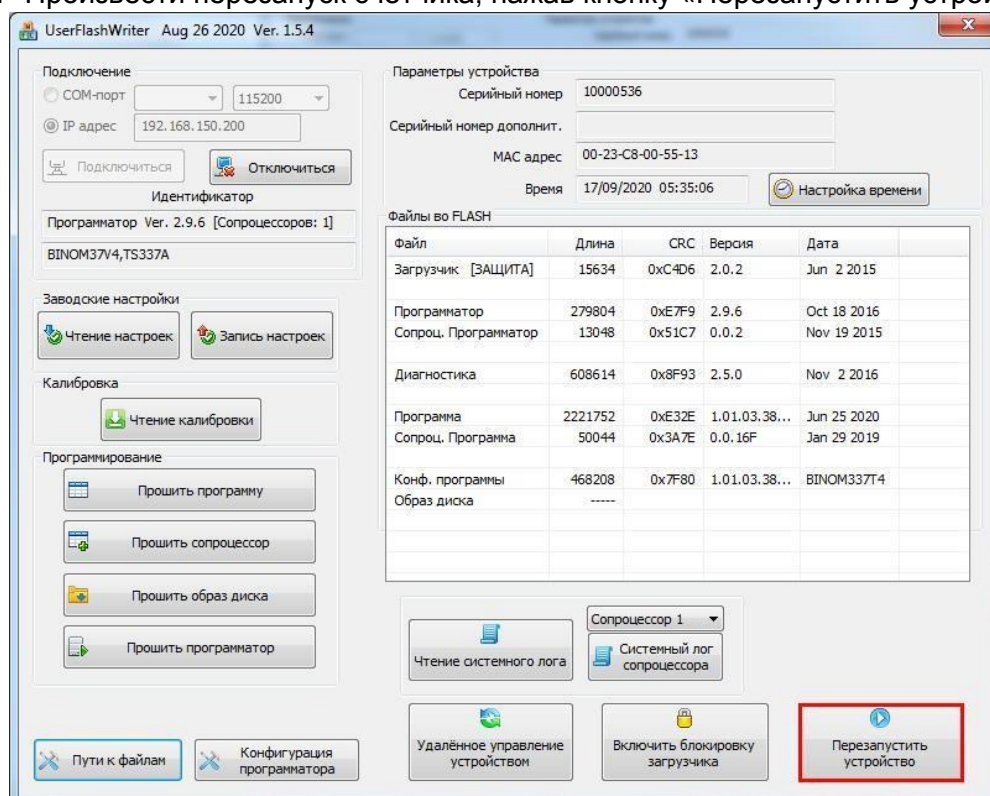 Произвести перезапуск счетчика, нажав кнопку «Перезапустить устрой
UserFlashWriter Aug 26 2020 Ver. 1.5.4
Подключение
COM-порт 115200
IP адрес 192.168.150.200
Подключиться Отключиться
Идентификатор
Программатор Ver. 2.9.6 [Сопроцессоров: 1]
BINOM37V4,TS337A
Заводские настройки
Чтение настроек Запись настроек
Калибровка
Чтение калибровки
Программирование
Прошить программу
Прошить сопроцессор
Прошить образ диска
Прошить программатор
Пути к файлам
Конфигурация
программатора
Параметры устройства
Серийный номер 10000536
Серийный номер дополнит.
MAC адрес 00-23-C8-00-55-13
Время 17/09/2020 05:35:06 Настройка времени
Файлы во FLASH
Файл Длина CRC Версия Дата
Загрузчик [ЗАЩИТА] 15634 0xC4D6 2.0.2 Jun 2 2015
Программатор 279804 0xE7F9 2.9.6 Oct 18 2016
Сопроц. Программатор 13048 0x51C7 0.0.2 Nov 19 2015
Диагностика 608614 0x8F93 2.5.0 Nov 2 2016
Программа 2221752 0xE32E 1.01.03.38... Jun 25 2020
Сопроц. Программа 50044 0x3A7E 0.0.16F Jan 29 2019
Конф. программы 468208 0x7F80 1.01.03.38... BINOM337T4
Образ диска -----
Чтение системного лога
Сопроцессор 1
Системный лог
сопроцессора
Удалённое управление
устройством
Включить блокировку
загрузчика
Перезапустить
устройство